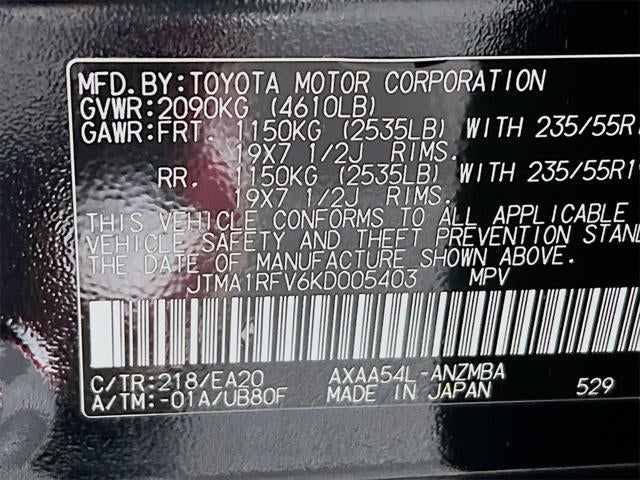 MFD.BY:TOYOTA MOTOR CORPORATION
GVWR:2090KG (4610LB)
GAWR:FRT. 1150KG (2535LB) WITH 235/55R1
19X7 1/2J RIMS.
RR. 1150KG (2535LB) WITH 235/55R19
19X7 1/2J RIMS.
THIS VEHICLE CONFORMS TO ALL APPLICABLE
VEHICLE SAFETY AND THEFT PREVENTION STAND
THE DATE OF MANUFACTURE SHOWN ABOVE.
JTMA1RFV6KD005403 MPV
C/TR:218/EA20 AXAA54L-ANZMBA
A/TM:-01A/UB80F MADE IN JAPAN 529